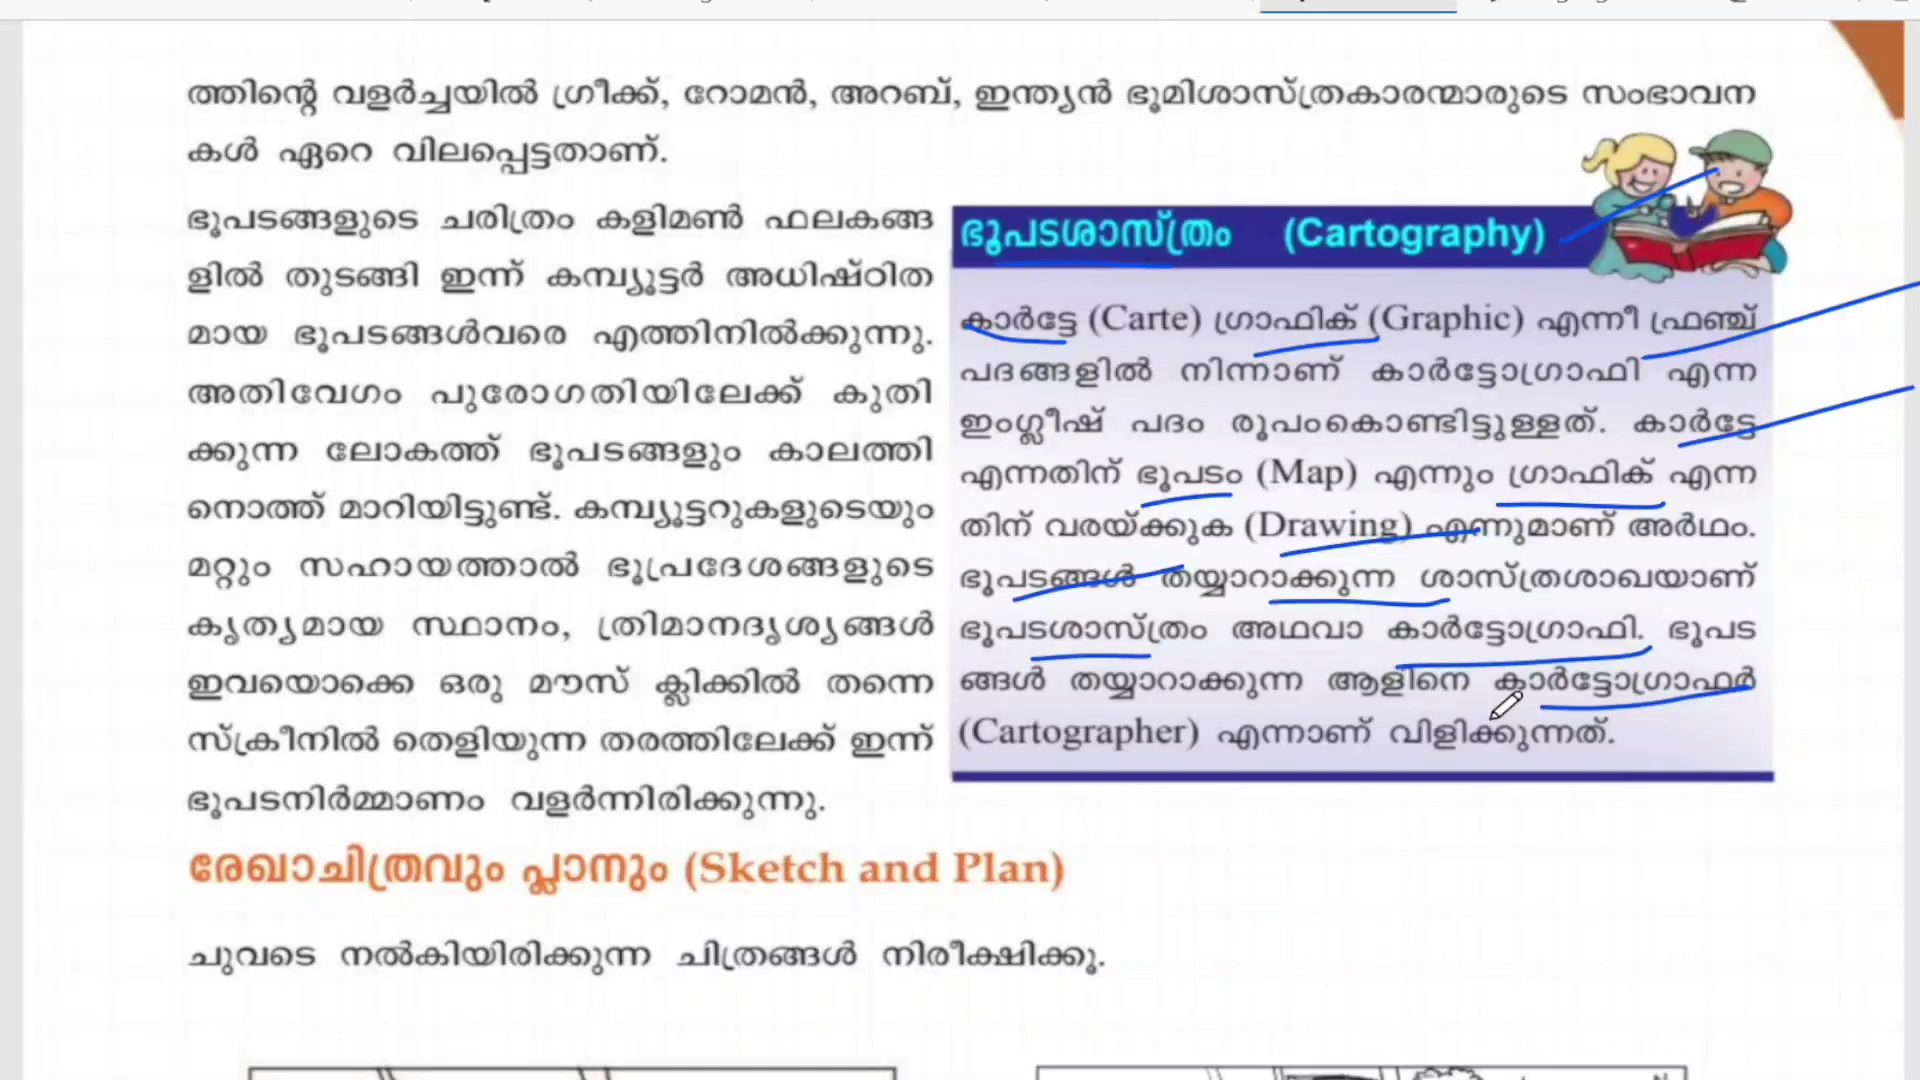 ത്തിന്റെ വളർച്ചയിൽ ഗ്രീക്ക്, റോമൻ, അറബ്, ഇന്ത്യൻ ഭൂമിശാസ്ത്രകാരന്മാരുടെ സംഭാവന
കൾ ഏറെ വിലപ്പെട്ടതാണ്.
ഭൂപടങ്ങളുടെ ചരിത്രം കളിമൺ ഫലകങ്ങ
ളിൽ തുടങ്ങി ഇന്ന് കമ്പ്യൂട്ടർ അധിഷ്ഠിത
മായ ഭൂപടങ്ങൾവരെ എത്തിനിൽക്കുന്നു.
അതിവേഗം പുരോഗതിയിലേക്ക് കുതി
ക്കുന്ന ലോകത്ത് ഭൂപടങ്ങളും കാലത്തി
നൊത്ത് മാറിയിട്ടുണ്ട്. കമ്പ്യൂട്ടറുകളുടെയും
മറ്റും സഹായത്താൽ ഭൂപ്രദേശങ്ങളുടെ
കൃത്യമായ സ്ഥാനം, ത്രിമാനദൃശ്യങ്ങൾ
ഇവയൊക്കെ ഒരു മൗസ് ക്ലിക്കിൽ തന്നെ
സ്ക്രീനിൽ തെളിയുന്ന തരത്തിലേക്ക് ഇന്ന്
ഭൂപടനിർമ്മാണം വളർന്നിരിക്കുന്നു.
ഭൂപടശാസ്ത്രം (Cartography)
കാർട്ടേ (Carte) ഗ്രാഫിക് (Graphic) എന്നീ ഫ്രഞ്ച്
പദങ്ങളിൽ നിന്നാണ് കാർട്ടോഗ്രാഫി എന്ന
ഇംഗ്ലീഷ് പദം രൂപംകൊണ്ടിട്ടുള്ളത്. കാർട്ടേ
എന്നതിന് ഭൂപടം (Map) എന്നും ഗ്രാഫിക് എന്ന
തിന് വരയ്ക്കുക (Drawing) എന്നുമാണ് അർഥം.
ഭൂപടങ്ങൾ തയ്യാറാക്കുന്ന ശാസ്ത്രശാഖയാണ്
ഭൂപടശാസ്ത്രം അഥവാ കാർട്ടോഗ്രാഫി. ഭൂപട
ങ്ങൾ തയ്യാറാക്കുന്ന ആളിനെ കാർട്ടോഗ്രാഫർ
(Cartographer) എന്നാണ് വിളിക്കുന്നത്.
രേഖാചിത്രവും പ്ലാനും (Sketch and Plan)
ചുവടെ നൽകിയിരിക്കുന്ന ചിത്രങ്ങൾ നിരീക്ഷിക്കൂ.